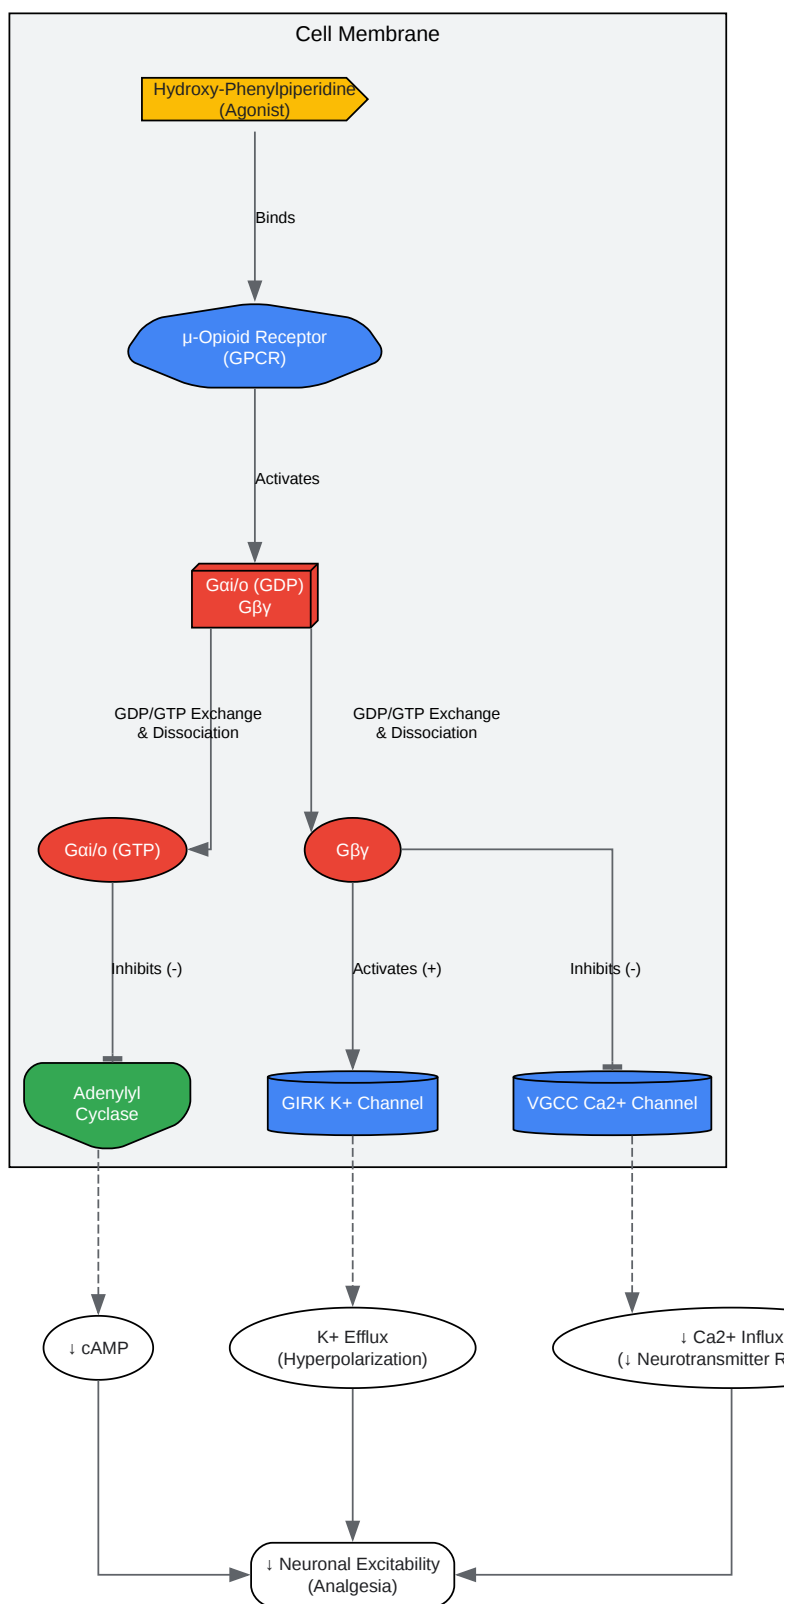 Cell Membrane
Hydroxy-Phenylpiperidine
(Agonist)
Binds
μ-Opioid Receptor
(GPCR)
Activates
Gαi/o (GDP)
Gβγ
GDP/GTP Exchange
& Dissociation
GDP/GTP Exchange
& Dissociation
Gαi/o (GTP)
Gβγ
Inhibits (-)
Activates (+)
Inhibits (-)
Adenylyl
Cyclase
GIRK K+ Channel
VGCC Ca2+ Channel
↓ cAMP
K+ Efflux
(Hyperpolarization)
↓ Ca2+ Influx
(↓ Neurotransmitter
↓ Neuronal Excitability
(Analgesia)